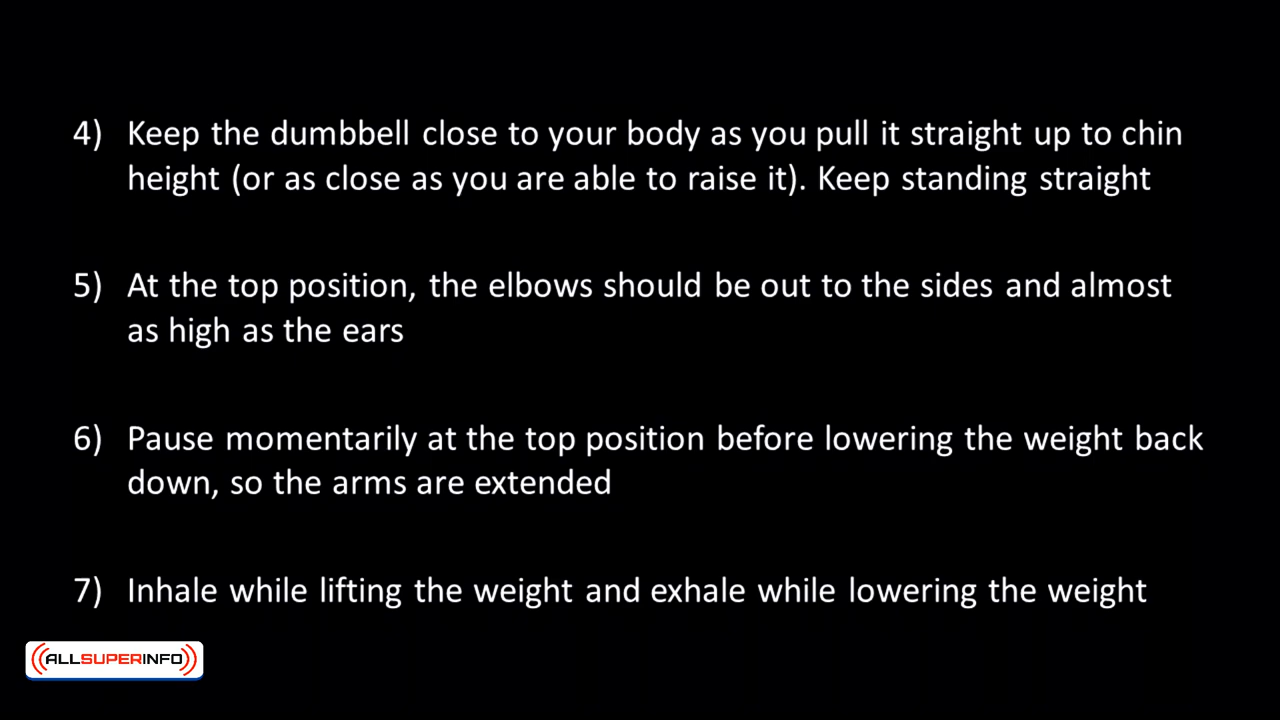 4) Keep the dumbbell close to your body as you pull it straight up to chin
height (or as close as you are able to raise it). Keep standing straight
5) At the top position, the elbows should be out to the sides and almost
as high as the ears
6) Pause momentarily at the top position before lowering the weight back
down, so the arms are extended
7) Inhale while lifting the weight and exhale while lowering the weight
ALLSUPERINFO